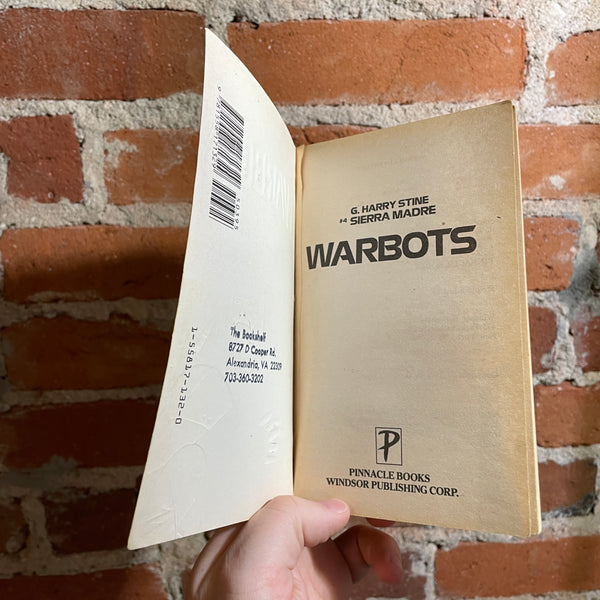 The Bookshelf
8727 D Cooper Rd.
Alexandria, VA 22309
703-360-3202
1-55817-132-0
G. HARRY STINE
#4 SIERRA MADRE
WARBOTS
P
PINNACLE BOOKS
WINDSOR PUBLISHING CORP.